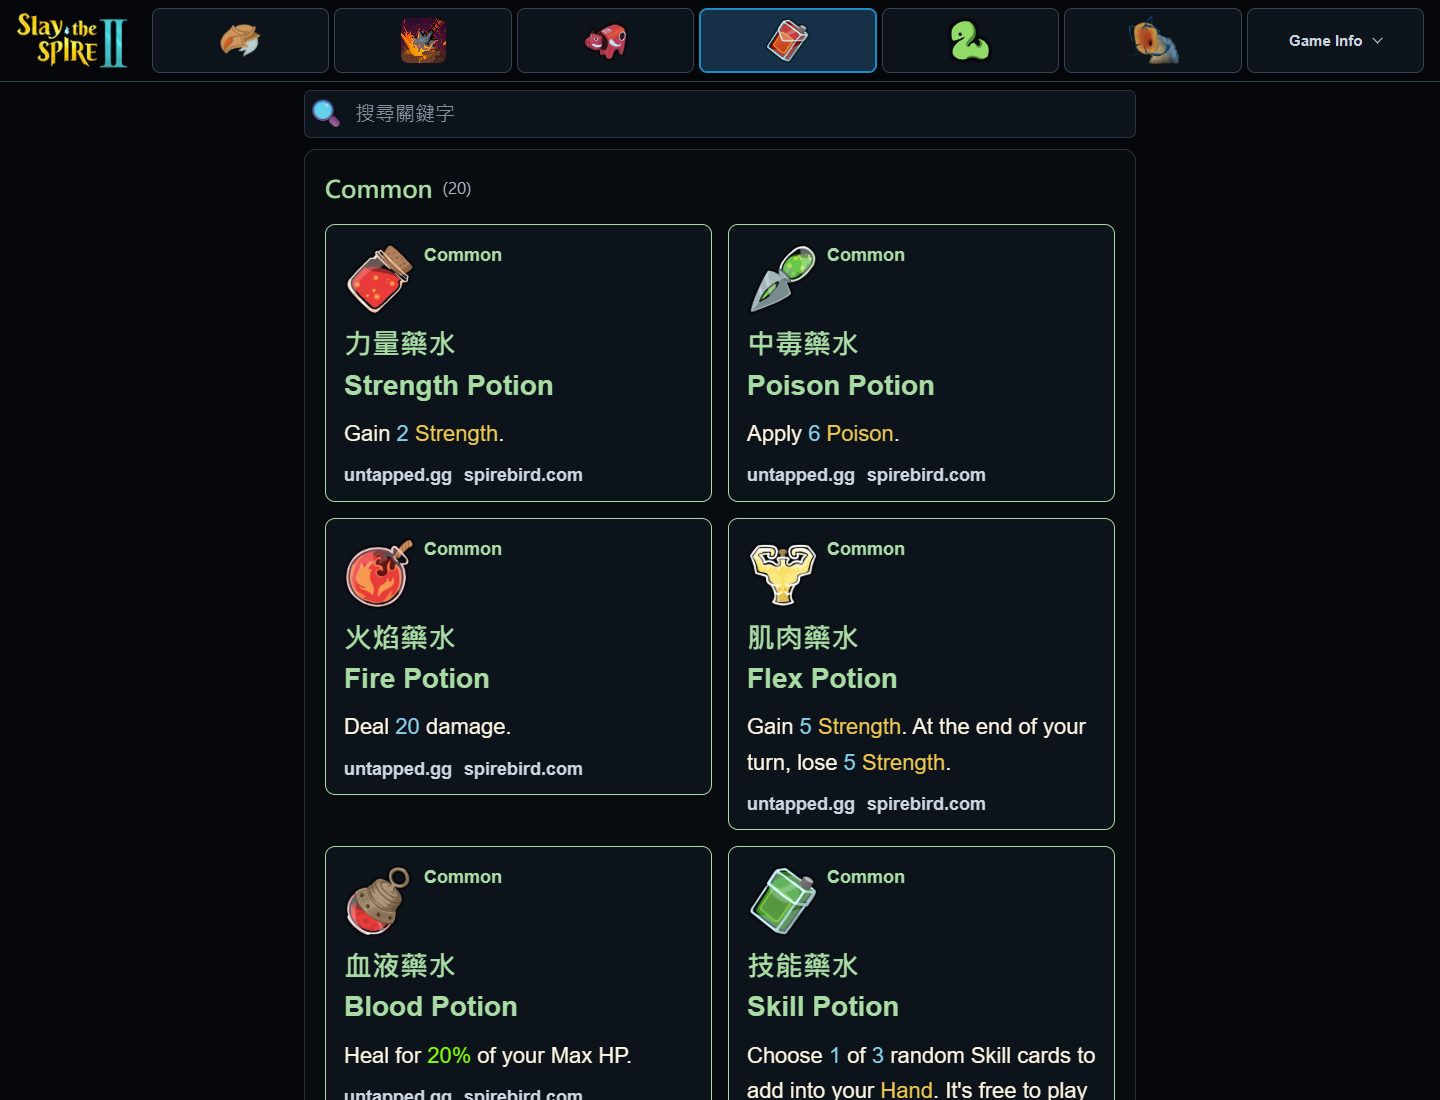 Slay the
SPIRE II
Game Info
搜尋關鍵字
Common (20)
Common
力量藥水
Strength Potion
Gain 2 Strength.
untapped.gg spirebird.com
Common
中毒藥水
Poison Potion
Apply 6 Poison.
untapped.gg spirebird.com
Common
火焰藥水
Fire Potion
Deal 20 damage.
untapped.gg spirebird.com
Common
肌肉藥水
Flex Potion
Gain 5 Strength. At the end of your
turn, lose 5 Strength.
untapped.gg spirebird.com
Common
血液藥水
Blood Potion
Heal for 20% of your Max HP.
untapped.gg spirebird.com
Common
技能藥水
Skill Potion
Choose 1 of 3 random Skill cards to
add into your Hand. It's free to play